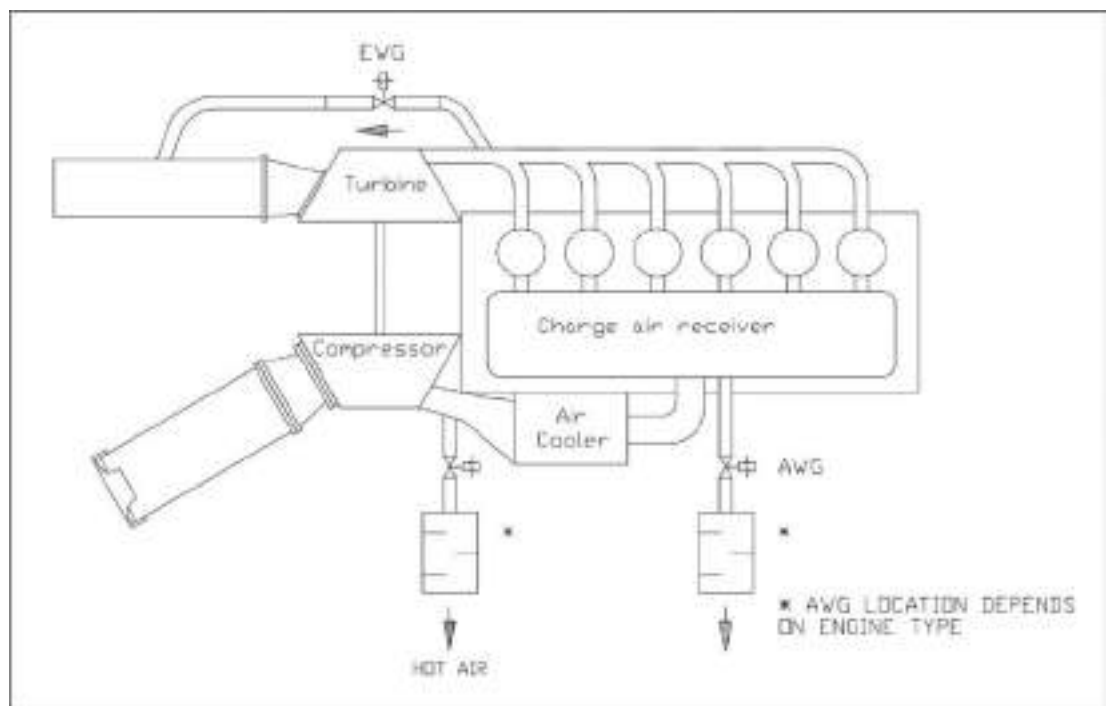 EWG
Turbine
Charge air receiver
Compressor
Air
Cooler
AWG
*
*
* AWG LOCATION DEPENDS
ON ENGINE TYPE
HOT AIR